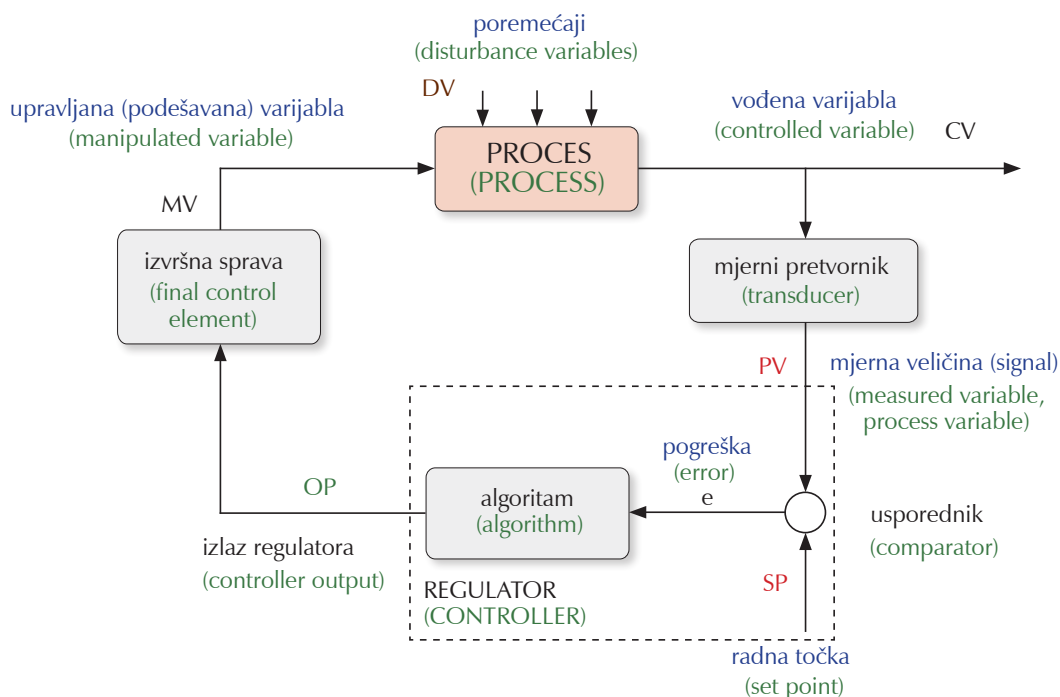 poremećaji
(disturbance variables)
DV
upravljana (podešavana) varijabla
(manipulated variable)
vođena varijabla
(controlled variable)
CV
PROCES
(PROCESS)
MV
izvršna sprava
(final control
element)
mjerni pretvornik
(transducer)
PV
mjerna veličina (signal)
(measured variable,
process variable)
pogreška
(error)
e
OP
algoritam
(algorithm)
usporednik
(comparator)
izlaz regulatora
(controller output)
REGULATOR
(CONTROLLER)
SP
radna točka
(set point)